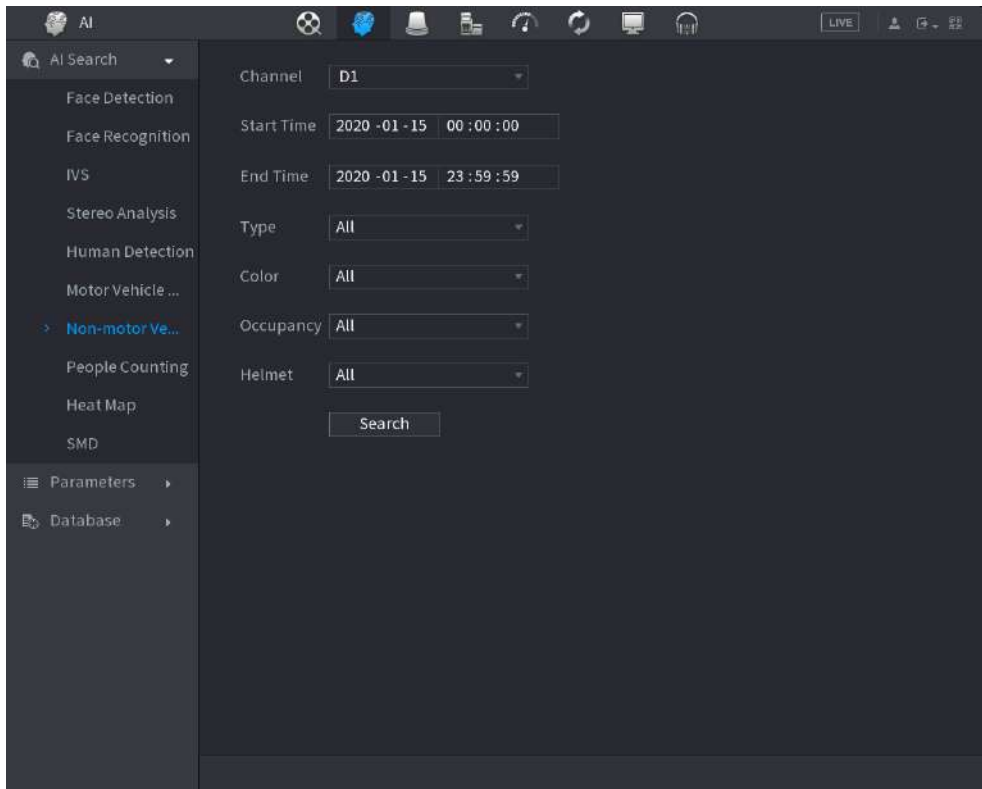 AI
LIVE
AI Search
Face Detection
Face Recognition
IVS
Stereo Analysis
Human Detection
Motor Vehicle ...
Non-motor Ve...
People Counting
Heat Map
SMD
Parameters
Database
Channel D1
Start Time 2020 -01 -15 00 :00 :00
End Time 2020 -01 -15 23 :59 :59
Type All
Color All
Occupancy All
Helmet All
Search